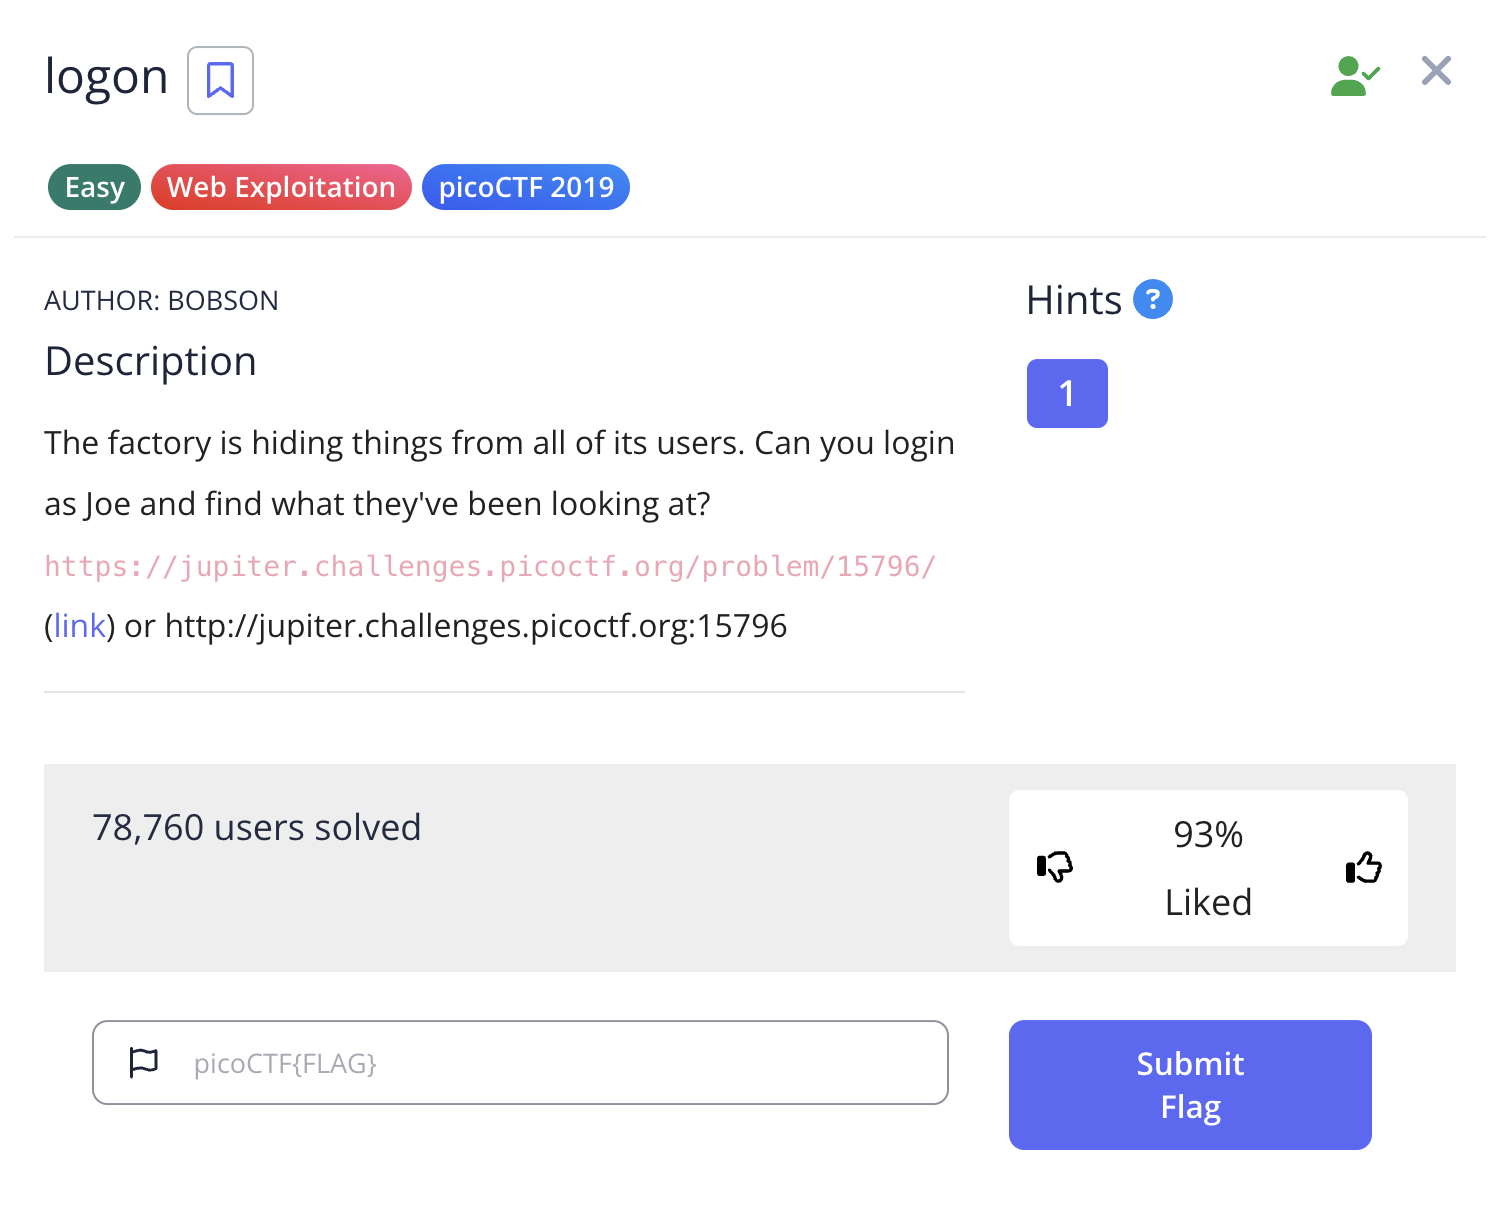 logon
Easy Web Exploitation picoCTF 2019
AUTHOR: BOBSON
Description
The factory is hiding things from all of its users. Can you login
as Joe and find what they've been looking at?
https://jupiter.challenges.picoctf.org/problem/15796/
(link) or http://jupiter.challenges.picoctf.org:15796
Hints ?
1
78,760 users solved
93%
Liked
picoCTF{FLAG}
Submit
Flag